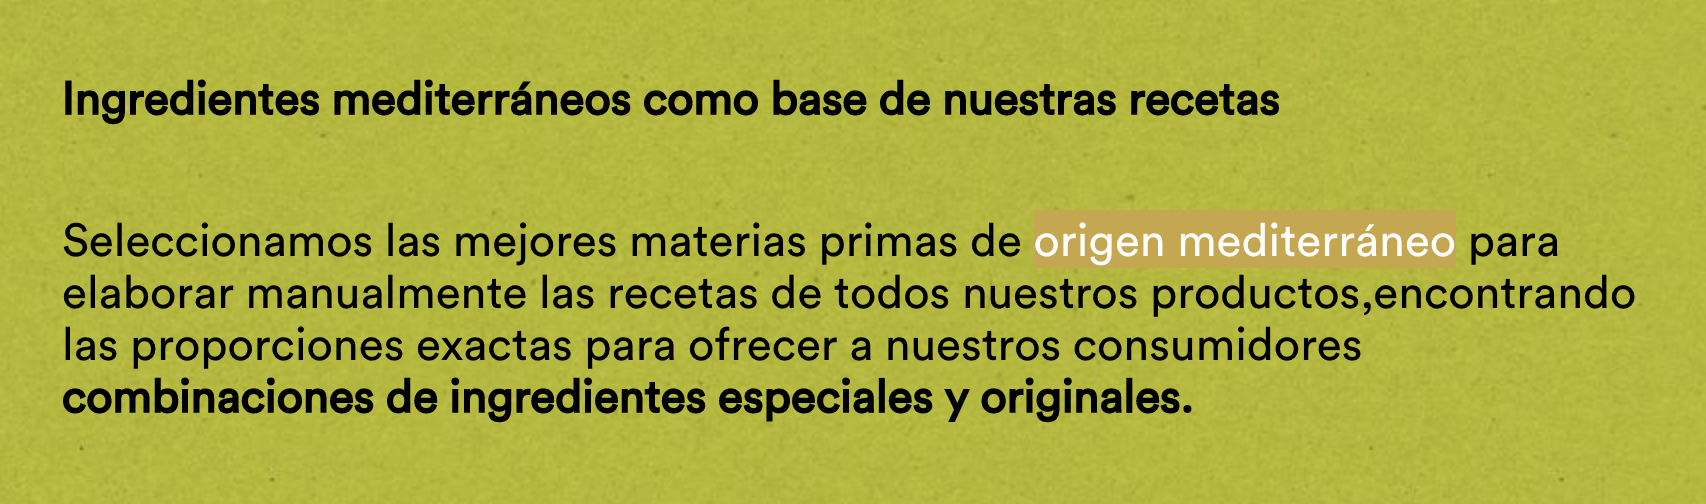 Ingredientes mediterráneos como base de nuestras recetas
Seleccionamos las mejores materias primas de origen mediterráneo para
elaborar manualmente las recetas de todos nuestros productos,encontrando
las proporciones exactas para ofrecer a nuestros consumidores
combinaciones de ingredientes especiales y originales.